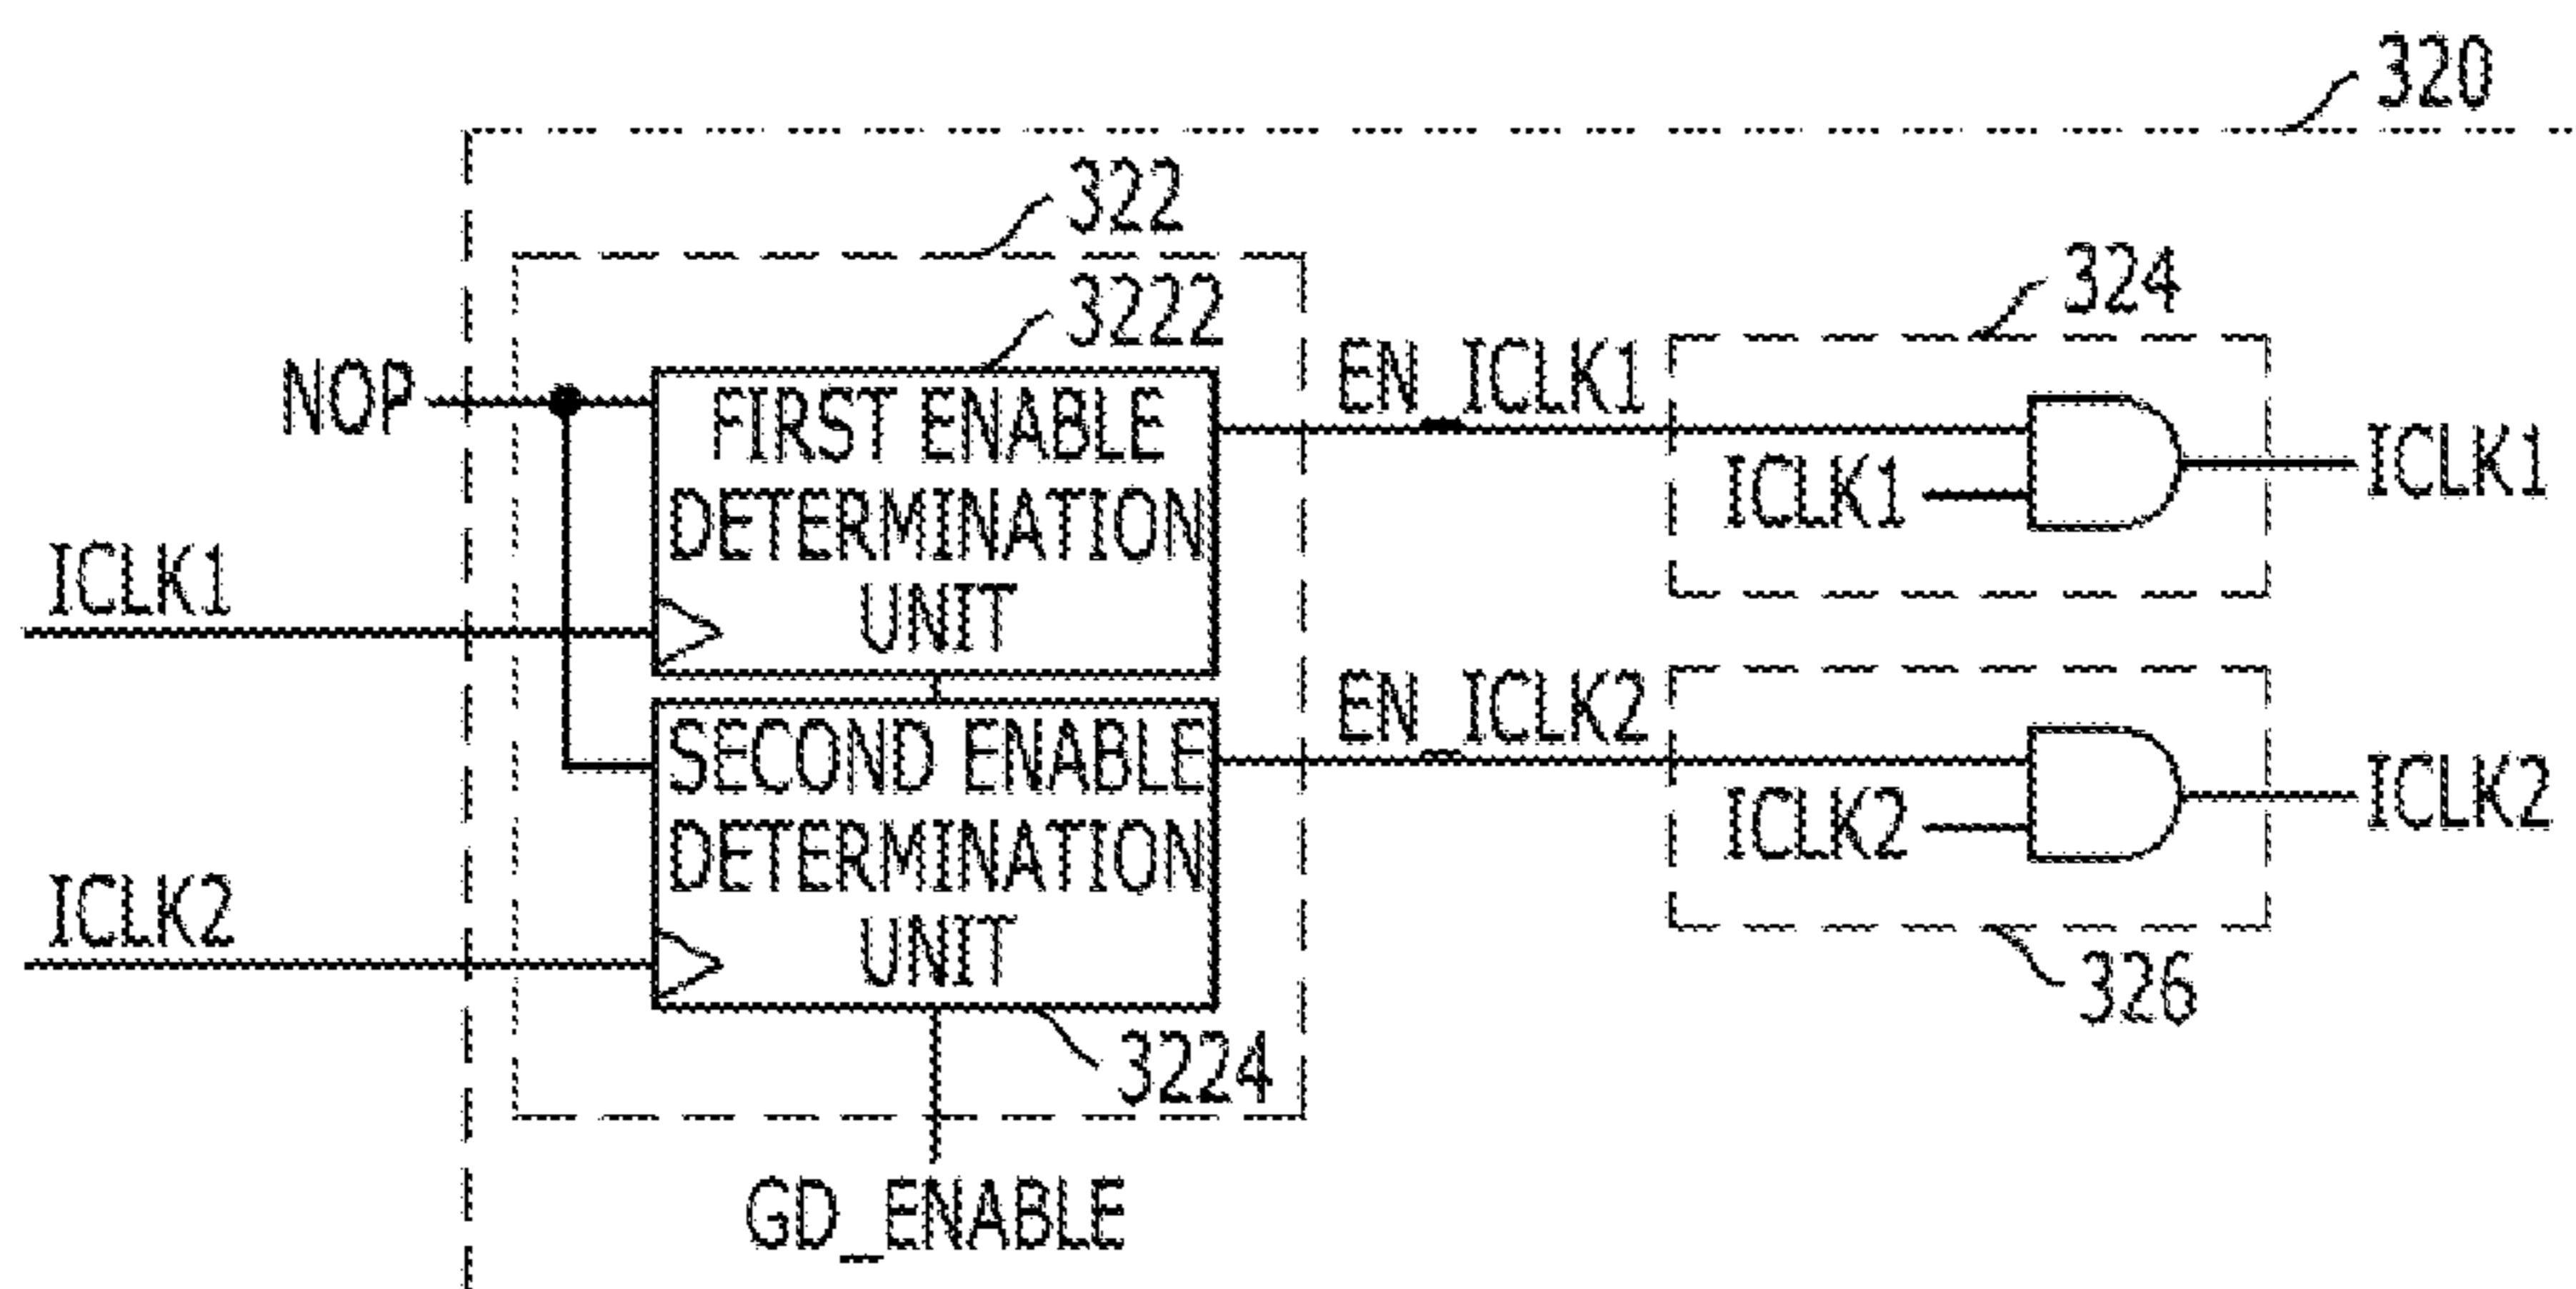 320
322
3222
324
NOP
FIRST ENABLE
DETERMINATION
UNIT
EN_ICLK1
ICLK1
ICLK1
ICLK1
SECOND ENABLE
DETERMINATION
UNIT
EN_ICLK2
ICLK2
ICLK2
ICLK2
326
3224
GD_ENABLE